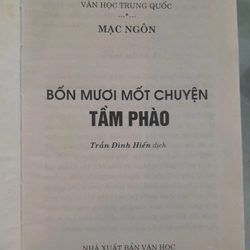 VĂN HỌC TRUNG QUỐC
...*...
MẠC NGÔN
BỐN MƯƠI MỐT CHUYỆN
TẦM PHÀO
Trần Đình Hiến dịch
NHÀ XUẤT BẢN VĂN HỌC